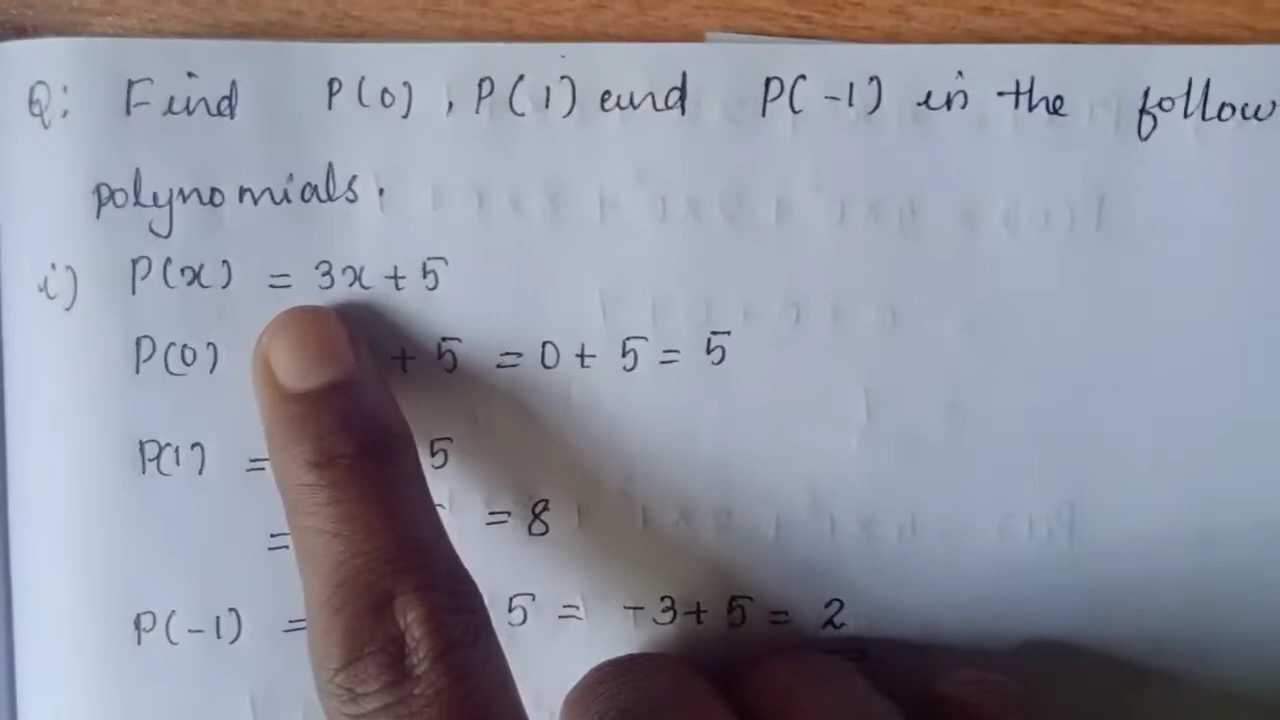 Q: Find P(0), P(1) and P(-1) in the follow
polynomials.
i) P(x) = 3x + 5
P(0) + 5 = 0 + 5 = 5
P(1) = 5
= = 8
P(-1) = 5 = -3 + 5 = 2